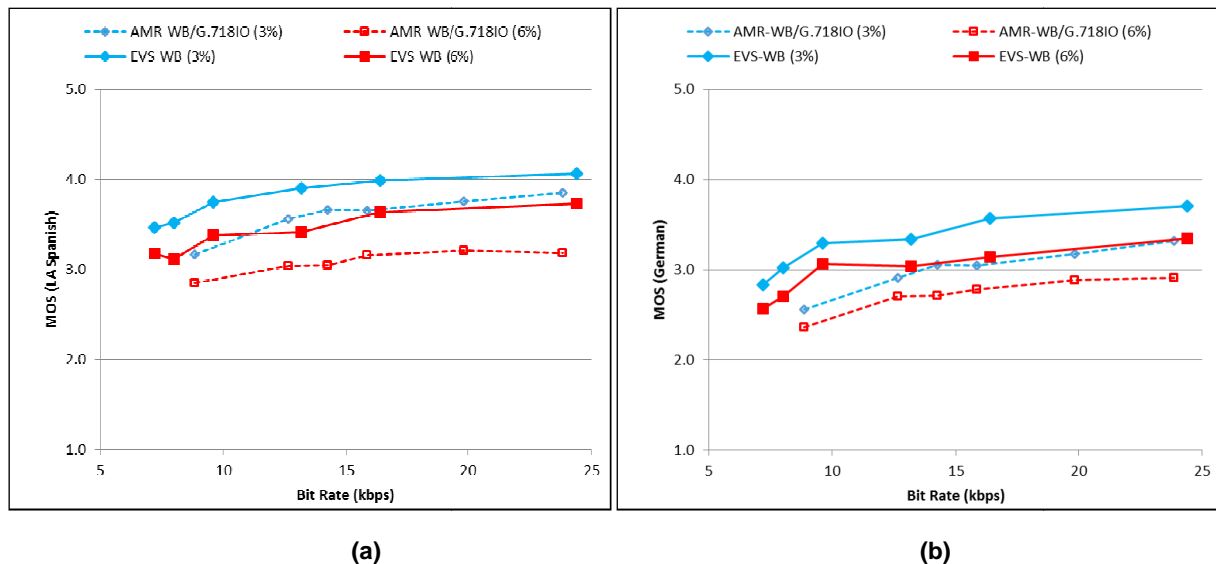 AMR WB/G.718IO (3%) AMR WB/G.718IO (6%)
EVS WB (3%) EVS WB (6%)
5.0
4.0
3.0
2.0
1.0
MOS (LA Spanish)
5 10 15 20 25
Bit Rate (kbps)
(a)
AMR-WB/G.718IO (3%) AMR-WB/G.718IO (6%)
EVS-WB (3%) EVS-WB (6%)
5.0
4.0
3.0
2.0
1.0
MOS (German)
5 10 15 20 25
Bit Rate (kbps)
(b)